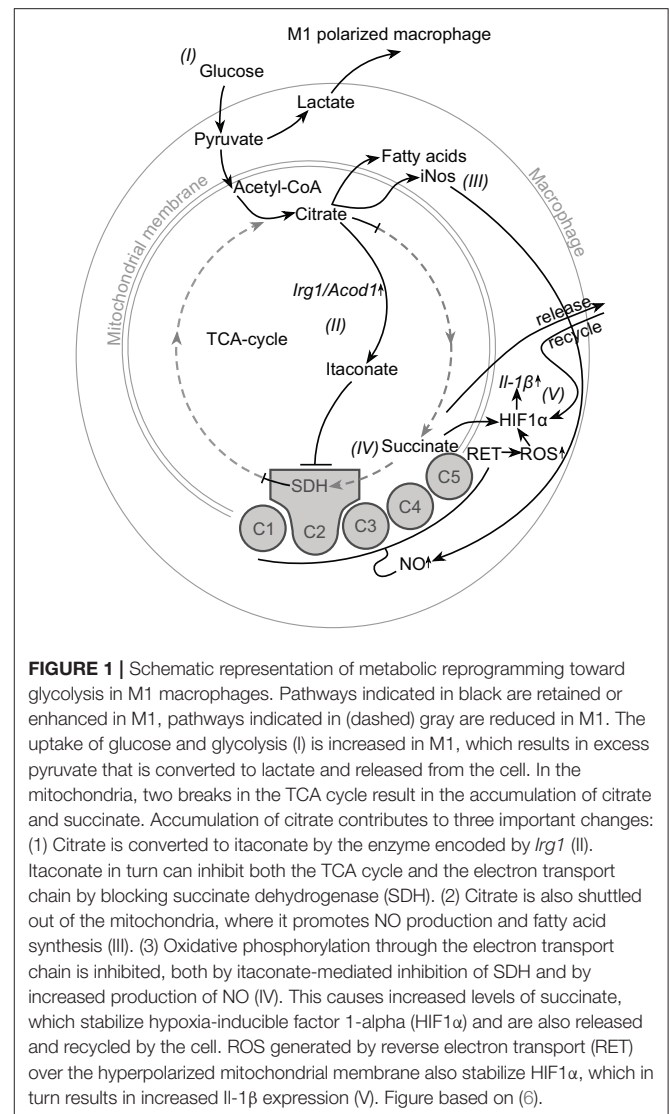 M1 polarized macrophage
(I)
Glucose
Lactate
Pyruvate
Fatty acids
iNos (III)
Acetyl-CoA
Citrate
Mitochondrial membrane
Macrophage
Irg1/Acod1
(II)
TCA-cycle
Itaconate
release
recycle
Il-1β (V)
HIF1α
(IV) Succinate
RET ROS
SDH
C1 C2 C3 C4 C5
NO
FIGURE 1 | Schematic representation of metabolic reprogramming toward
glycolysis in M1 macrophages. Pathways indicated in black are retained or
enhanced in M1, pathways indicated in (dashed) gray are reduced in M1. The
uptake of glucose and glycolysis (I) is increased in M1, which results in excess
pyruvate that is converted to lactate and released from the cell. In the
mitochondria, two breaks in the TCA cycle result in the accumulation of citrate
and succinate. Accumulation of citrate contributes to three important changes:
(1) Citrate is converted to itaconate by the enzyme encoded by Irg1 (II).
Itaconate in turn can inhibit both the TCA cycle and the electron transport
chain by blocking succinate dehydrogenase (SDH). (2) Citrate is also shuttled
out of the mitochondria, where it promotes NO production and fatty acid
synthesis (III). (3) Oxidative phosphorylation through the electron transport
chain is inhibited, both by itaconate-mediated inhibition of SDH and by
increased production of NO (IV). This causes increased levels of succinate,
which stabilize hypoxia-inducible factor 1-alpha (HIF1α) and are also released
and recycled by the cell. ROS generated by reverse electron transport (RET)
over the hyperpolarized mitochondrial membrane also stabilize HIF1α, which in
turn results in increased Il-1β expression (V). Figure based on (6).